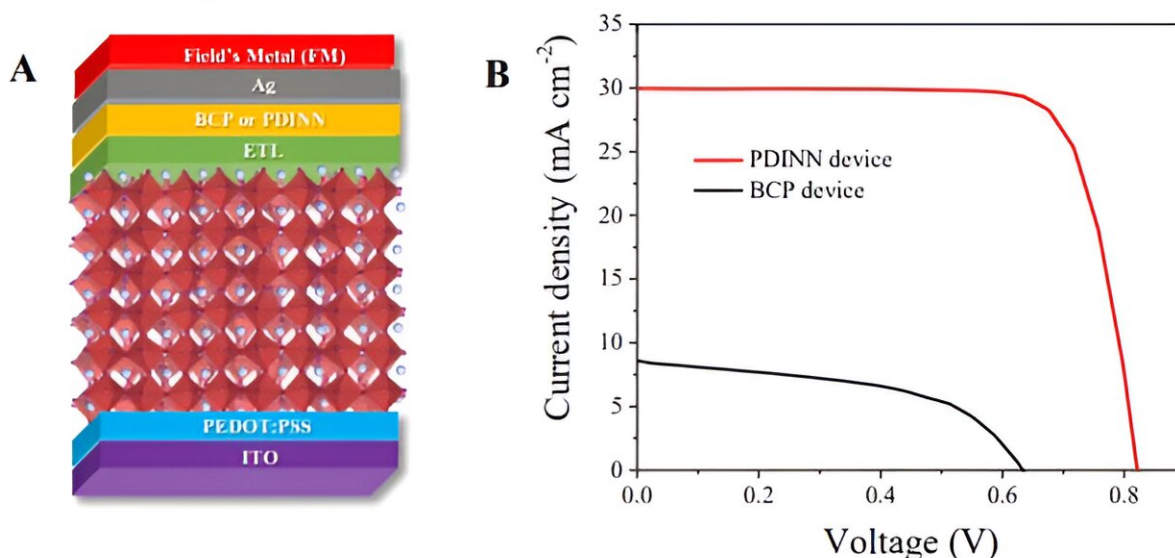 A
Field's Metal (FM)
Ag
BCP or PDINN
ETL
PEDOT:PSS
ITO
B
Current density (mA cm⁻²)
35
30
25
20
15
10
5
0
PDINN device
BCP device
0.0 0.2 0.4 0.6 0.8
Voltage (V)